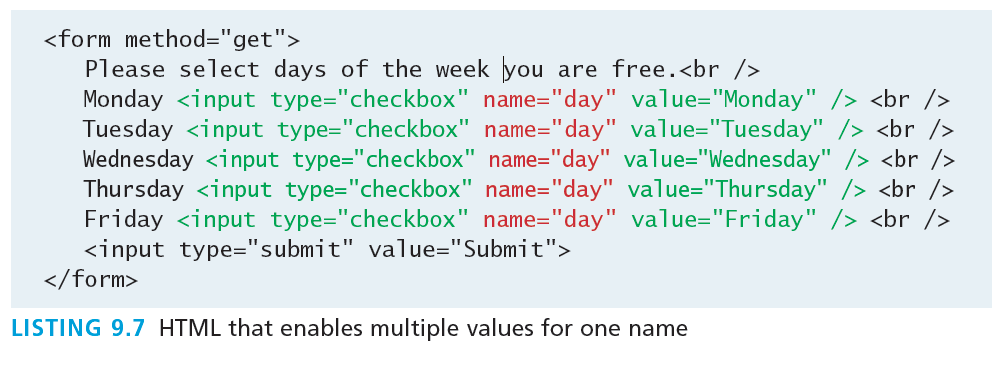 <form method="get">
Please select days of the week you are free.<br />
Monday <input type="checkbox" name="day" value="Monday" /> <br />
Tuesday <input type="checkbox" name="day" value="Tuesday" /> <br />
Wednesday <input type="checkbox" name="day" value="Wednesday" /> <br />
Thursday <input type="checkbox" name="day" value="Thursday" /> <br />
Friday <input type="checkbox" name="day" value="Friday" /> <br />
<input type="submit" value="Submit">
</form>
LISTING 9.7 HTML that enables multiple values for one name